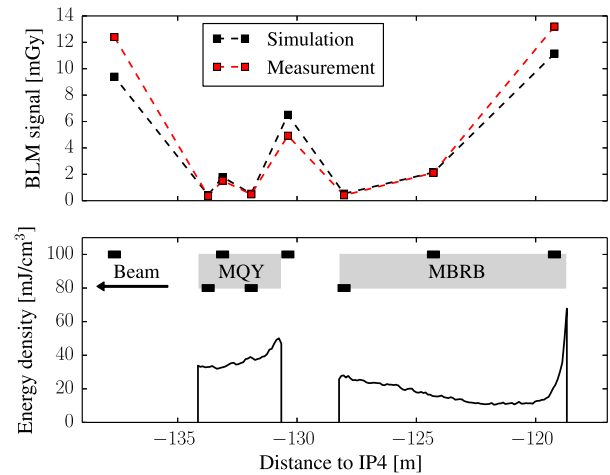 14
12
10
8
6
4
2
0
BLM signal [mGy]
Simulation
Measurement
100
80
60
40
20
0
Energy density [mJ/cm³]
Beam
MQY
MBRB
−135
−130
−125
−120
Distance to IP4 [m]